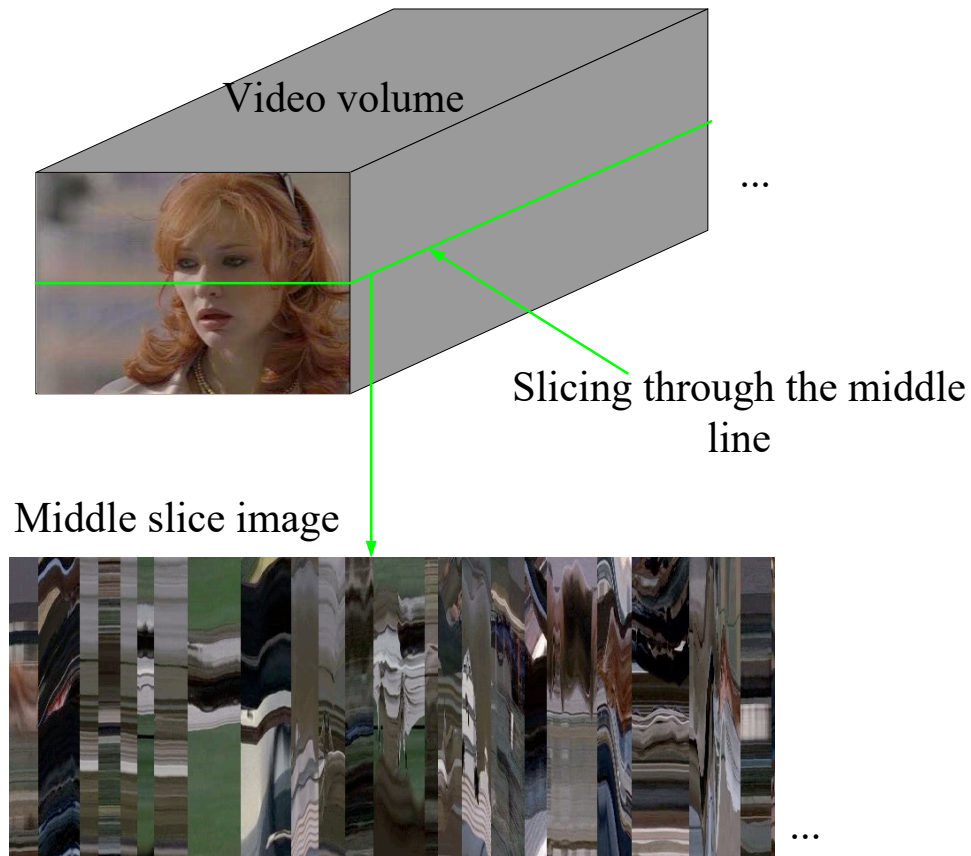 Video volume
...
Slicing through the middle
line
Middle slice image
...